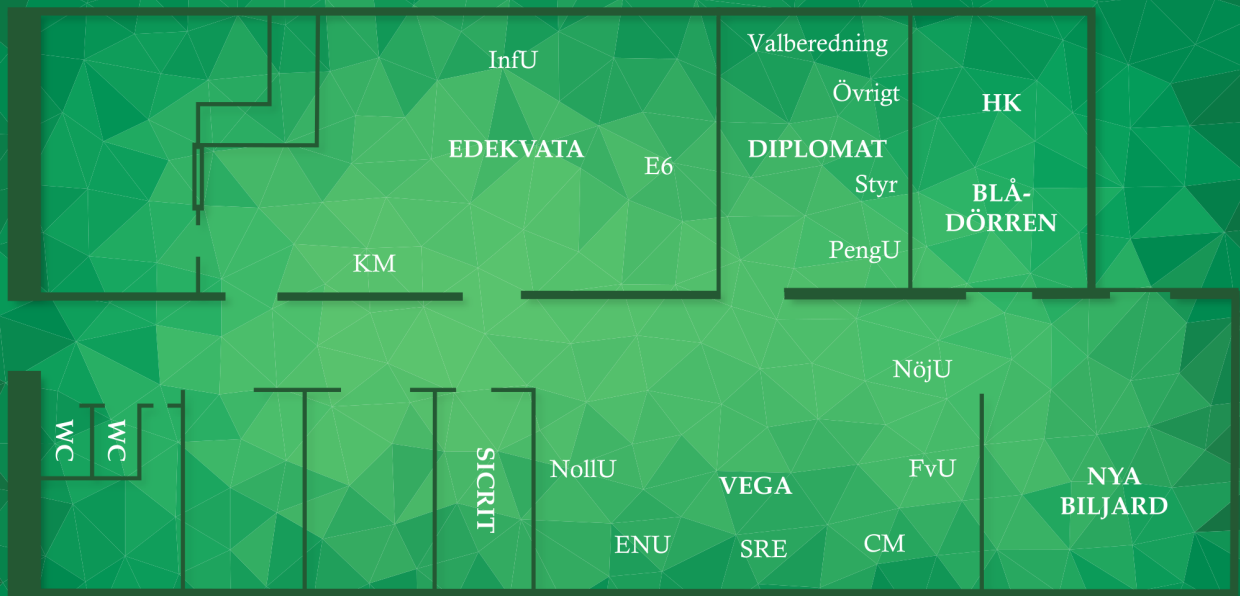 InfU
EDEKVATA
E6
KM
Valberedning
Övrigt
DIPLOMAT
Styr
PengU
HK
BLÅ-
DÖRREN
NöjU
WC
WC
SICRIT
NollU
VEGA
FvU
ENU
SRE
CM
NYA
BILJARD